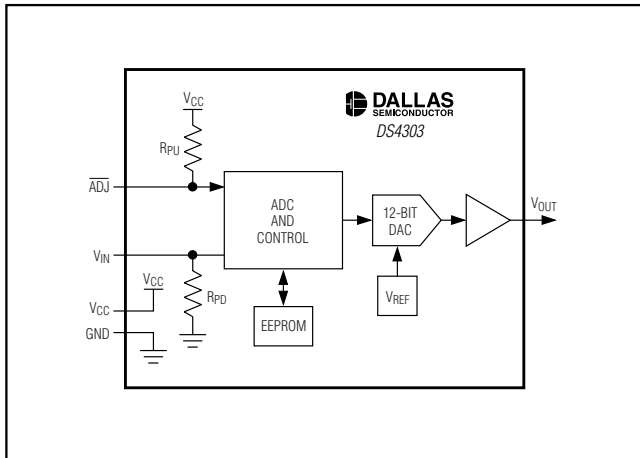 DALLAS
SEMICONDUCTOR
DS4303
VCC
RPU
ADJ
ADC
AND
CONTROL
12-BIT
DAC
VOUT
VIN
VCC
RPD
VCC
GND
EEPROM
VREF